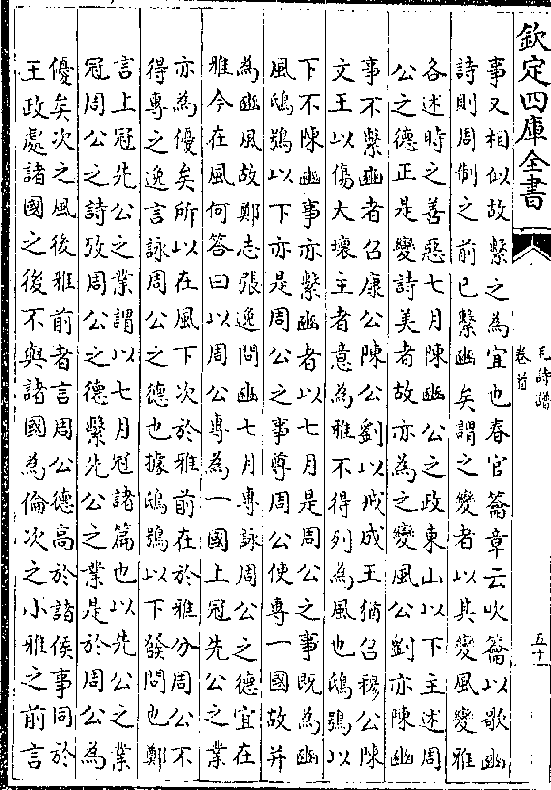 欽定四庫全書
毛詩譜
卷首
五十一
事又相似故繫之為宜也春官籥章云吹籥以歌豳
詩則周制之前已繫豳矣謂之變者以其變風變雅
各述時之善惡七月陳豳公之政東山以下主述周
公之德正是變詩美者故亦為之變風公劉亦陳豳
事不繫豳者召康公陳公劉以戒成王猶召穆公陳
文王以傷大壞主者意為雅不得列為風也鴟鴞以
下不陳豳事亦繫豳者以七月是周公之事既為豳
風鴟鴞以下亦是周公之事尊周公使專一國故并
為豳風故鄭志張逸問豳七月專詠周公之德宜在
雅今在風何答曰以周公專為一國上冠先公之業
亦為優矣所以在風下次於雅前在於雅分周公不
得專之逸言詠周公之德也據鴟鴞以下發問也鄭
言上冠先公之業謂以七月冠諸篇也以先公之業
冠周公之詩攷周公之德繫先公之業是於周公為
優矣次之風後雅前者言周公德高於諸侯事同於
王政處諸國之後不與諸國為倫次之小雅之前言